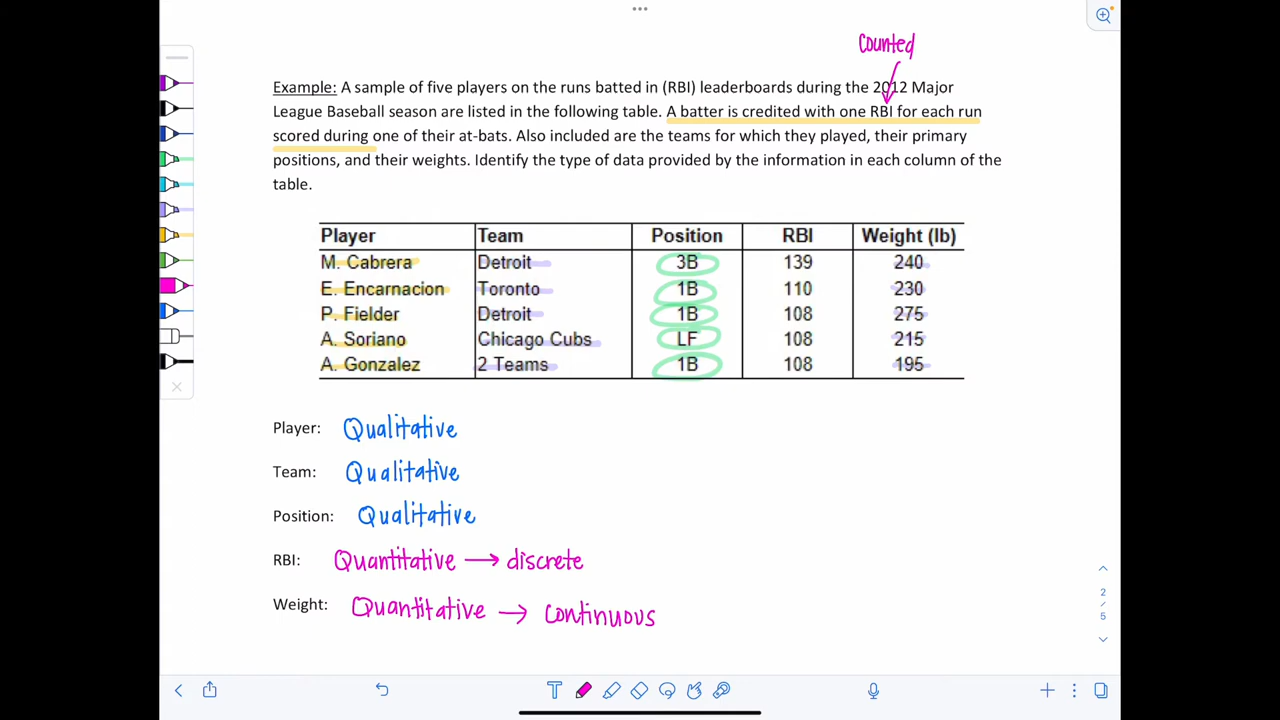 Counted
Example: A sample of five players on the runs batted in (RBI) leaderboards during the 2012 Major
League Baseball season are listed in the following table. A batter is credited with one RBI for each run
scored during one of their at-bats. Also included are the teams for which they played, their primary
positions, and their weights. Identify the type of data provided by the information in each column of the
table.
Player Team Position RBI Weight (lb)
M. Cabrera Detroit 3B 139 240
E. Encarnacion Toronto 1B 110 230
P. Fielder Detroit 1B 108 275
A. Soriano Chicago Cubs LF 108 215
A. Gonzalez 2 Teams 1B 108 195
Player: Qualitative
Team: Qualitative
Position: Qualitative
RBI: Quantitative → discrete
Weight: Quantitative → continuous
2
/
5
T